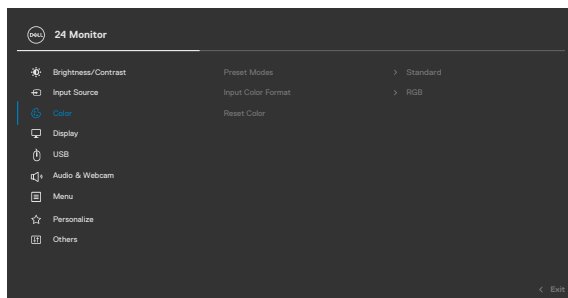 DELL 24 Monitor
Brightness/Contrast Preset Modes > Standard
Input Source Input Color Format > RGB
Color Reset Color
Display
USB
Audio & Webcam
Menu
Personalize
Others
< Exit